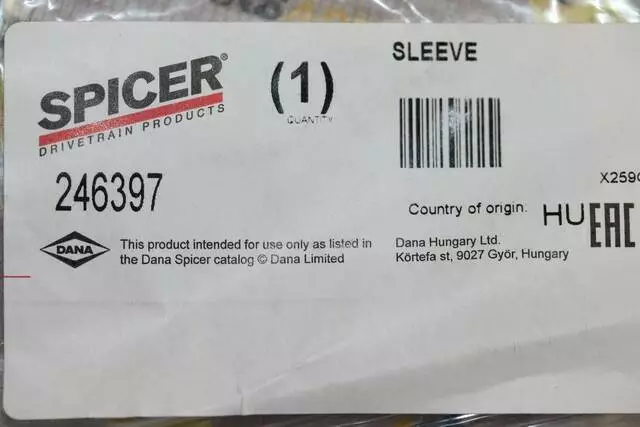 SPICER®
DRIVETRAIN PRODUCTS
(1)
QUANTITY
SLEEVE
246397
X259
Country of origin: HU
EAC
DANA
This product intended for use only as listed in
the Dana Spicer catalog © Dana Limited
Dana Hungary Ltd.
Körtefa st, 9027 Györ, Hungary